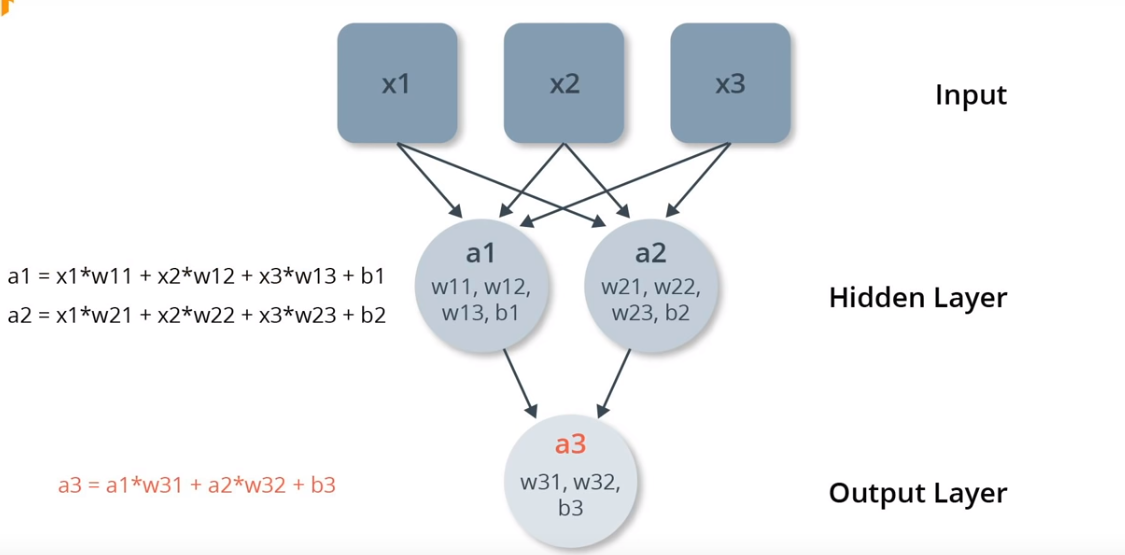 x1 x2 x3
Input
a1
w11, w12,
w13, b1
a2
w21, w22,
w23, b2
a1 = x1*w11 + x2*w12 + x3*w13 + b1
a2 = x1*w21 + x2*w22 + x3*w23 + b2
Hidden Layer
a3
w31, w32,
b3
a3 = a1*w31 + a2*w32 + b3
Output Layer